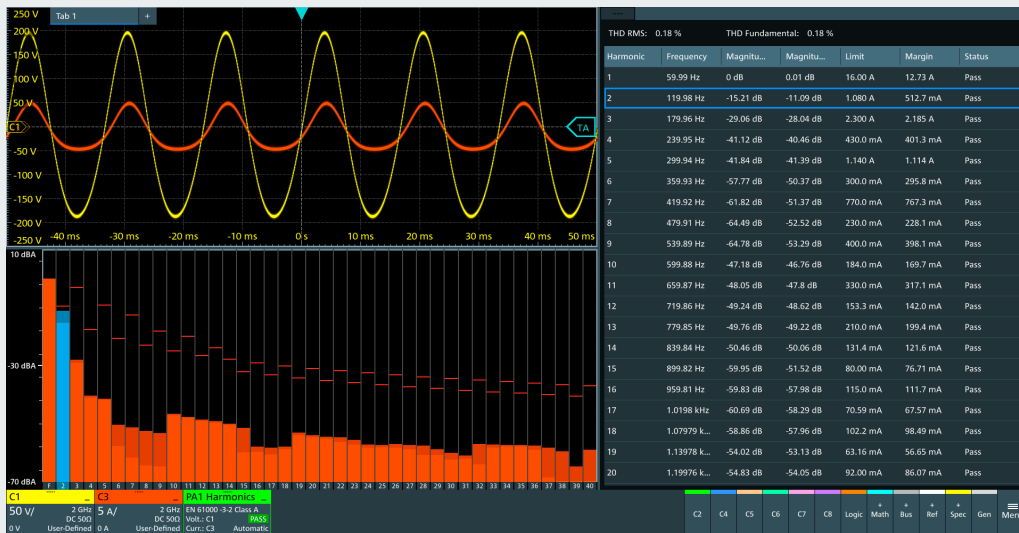 Tab 1 +
250 V
200 V
150 V
100 V
50 V
C1
TA
-50 V
-100 V
-150 V
-200 V
-250 V
-40 ms -30 ms -20 ms -10 ms 0 s 10 ms 20 ms 30 ms 40 ms 50 ms
10 dBA
-30 dBA
-70 dBA
F 2 3 4 5 6 7 8 9 10 11 12 13 14 15 16 17 18 19 20 21 22 23 24 25 26 27 28 29 30 31 32 33 34 35 36 37 38 39 40
THD RMS: 0.18 % THD Fundamental: 0.18 %
Harmonic Frequency Magnitu... Magnitu... Limit Margin Status
1 59.99 Hz 0 dB 0.01 dB 16.00 A 12.73 A Pass
2 119.98 Hz -15.21 dB -11.09 dB 1.080 A 512.7 mA Pass
3 179.96 Hz -29.06 dB -28.04 dB 2.300 A 2.185 A Pass
4 239.95 Hz -41.12 dB -40.46 dB 430.0 mA 401.3 mA Pass
5 299.94 Hz -41.84 dB -41.39 dB 1.140 A 1.114 A Pass
6 359.93 Hz -57.77 dB -50.37 dB 300.0 mA 295.8 mA Pass
7 419.92 Hz -61.82 dB -51.37 dB 770.0 mA 767.3 mA Pass
8 479.91 Hz -64.49 dB -52.52 dB 230.0 mA 228.1 mA Pass
9 539.89 Hz -64.78 dB -53.29 dB 400.0 mA 398.1 mA Pass
10 599.88 Hz -47.18 dB -46.76 dB 184.0 mA 169.7 mA Pass
11 659.87 Hz -48.05 dB -47.8 dB 330.0 mA 317.1 mA Pass
12 719.86 Hz -49.24 dB -48.62 dB 153.3 mA 142.0 mA Pass
13 779.85 Hz -49.76 dB -49.22 dB 210.0 mA 199.4 mA Pass
14 839.84 Hz -50.46 dB -50.06 dB 131.4 mA 121.6 mA Pass
15 899.82 Hz -59.95 dB -51.52 dB 80.00 mA 76.71 mA Pass
16 959.81 Hz -59.83 dB -57.98 dB 115.0 mA 111.7 mA Pass
17 1.0198 kHz -60.69 dB -58.29 dB 70.59 mA 67.57 mA Pass
18 1.07979 k... -58.86 dB -57.96 dB 102.2 mA 98.49 mA Pass
19 1.13978 k... -54.02 dB -53.13 dB 63.16 mA 56.65 mA Pass
20 1.19976 k... -54.83 dB -54.05 dB 92.00 mA 86.07 mA Pass
C1 C3 PA1 Harmonics
50 V/ 2 GHz 5 A/ 2 GHz EN 61000 -3-2 Class A
DC 50Ω DC 50Ω Volt.: C1 PASS
0 V User-Defined 0 A User-Defined Curr.: C3 Automatic
C2 C4 C5 C6 C7 C8 Logic + Math + Bus + Ref + Spec Gen Menu